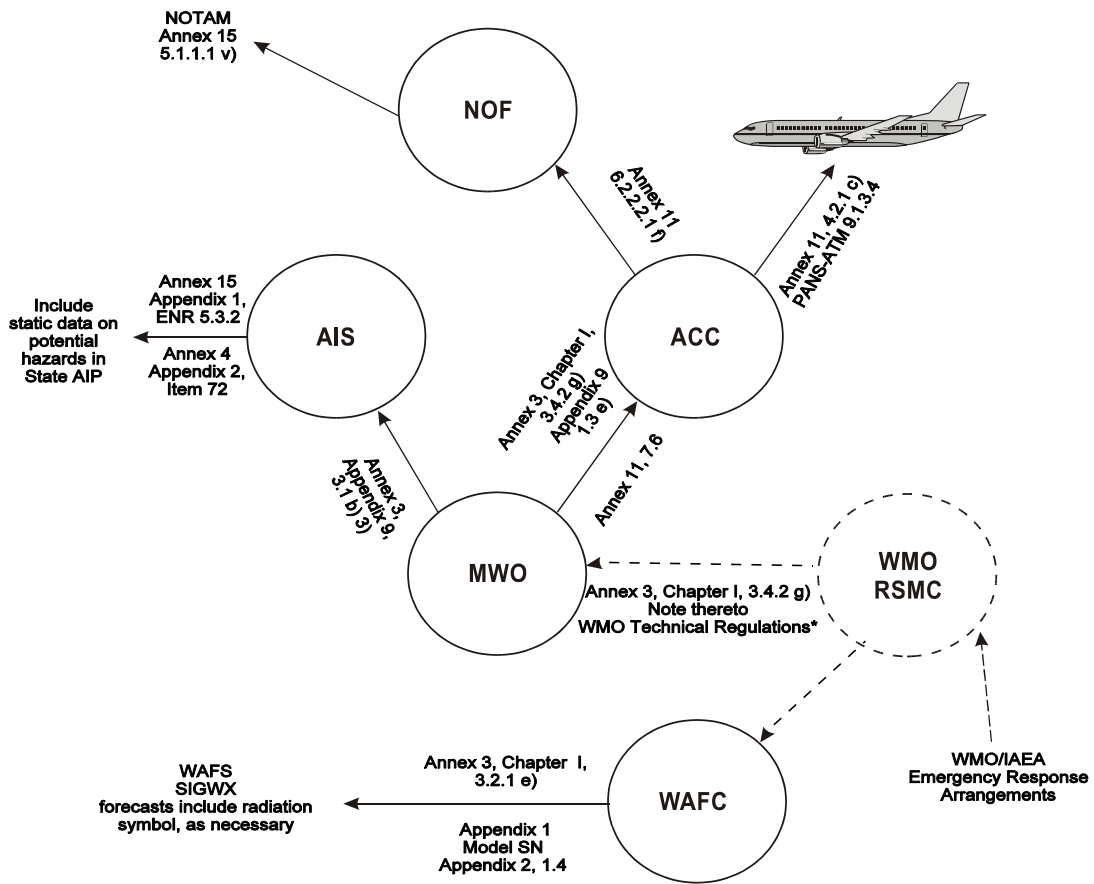 NOTAM
Annex 15
5.1.1.1 v)
NOF
Annex 11
6.2.2.2.1 f)
Annex 11, 4.2.1 c)
PANS-ATM 9.1.3.4
Include
static data on
potential
hazards in
State AIP
Annex 15
Appendix 1,
ENR 5.3.2
Annex 4
Appendix 2,
Item 72
AIS
ACC
Annex 3, Chapter I,
3.4.2 g)
Appendix 9
1.3 e)
Annex 11, 7.6
Annex 3,
Appendix 9,
3.1 b) 3)
MWO
WMO
RSMC
Annex 3, Chapter I, 3.4.2 g)
Note thereto
WMO Technical Regulations*
WMO/IAEA
Emergency Response
Arrangements
WAFS
SIGWX
forecasts include radiation
symbol, as necessary
Annex 3, Chapter I,
3.2.1 e)
Appendix 1
Model SN
Appendix 2, 1.4
WAFC